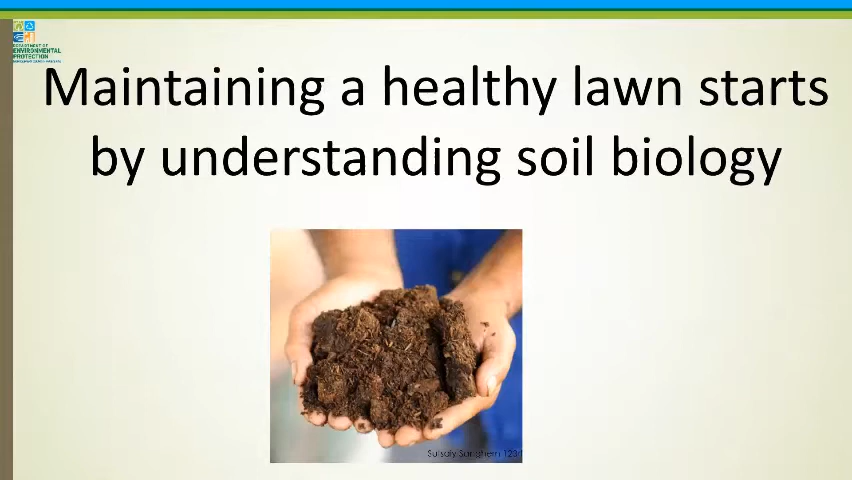 DEPARTMENT OF
ENVIRONMENTAL
PROTECTION
Maintaining a healthy lawn starts
by understanding soil biology